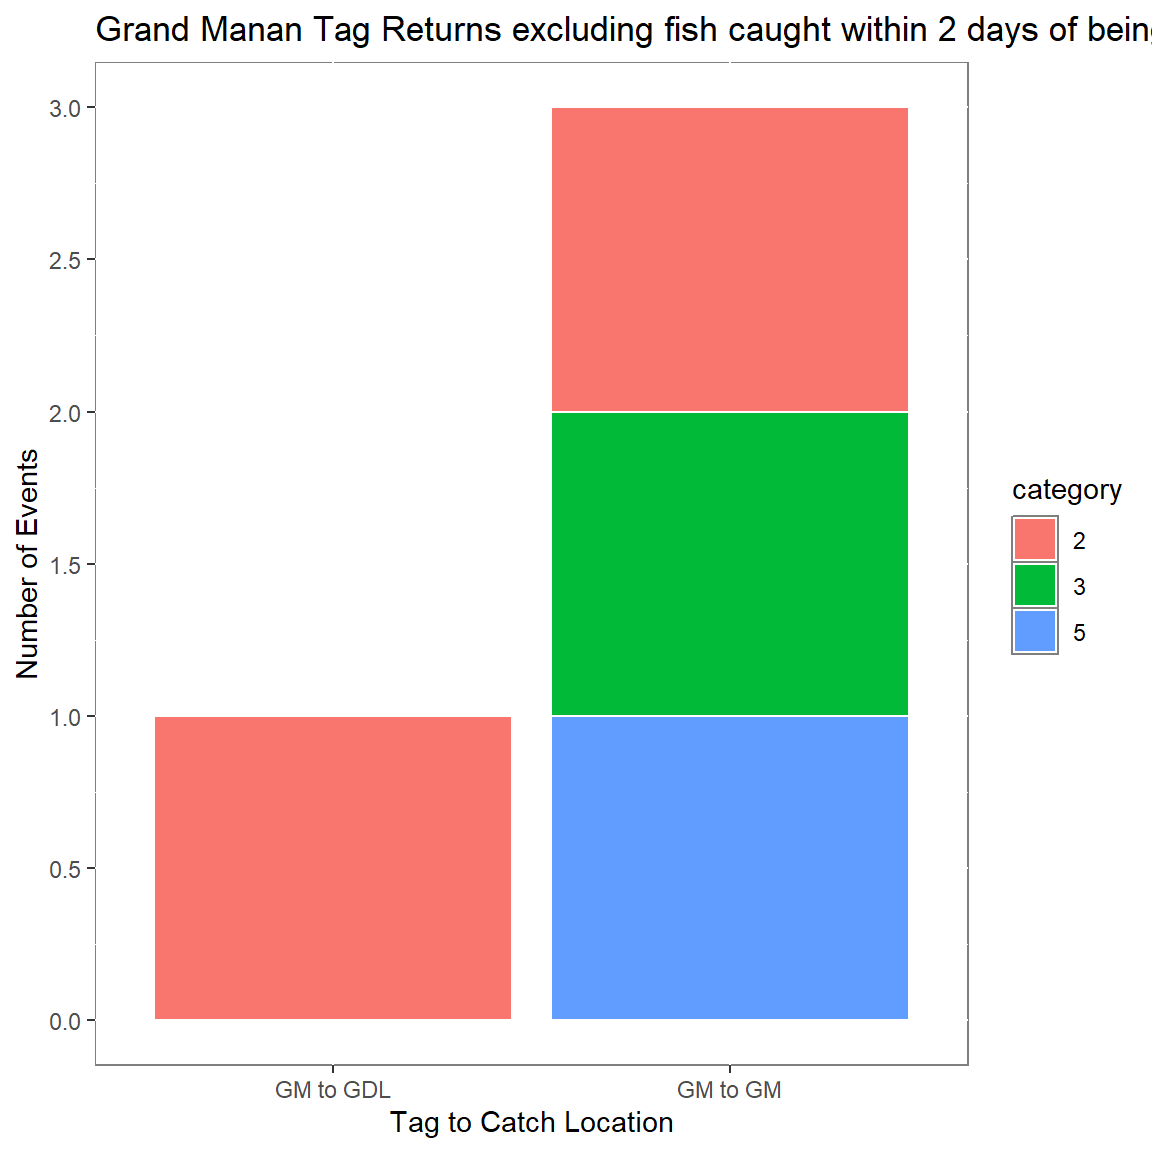 Grand Manan Tag Returns excluding fish caught within 2 days of being
3.0
2.5
2.0
1.5
1.0
0.5
0.0
Number of Events
GM to GDL
GM to GM
Tag to Catch Location
category
2
3
5